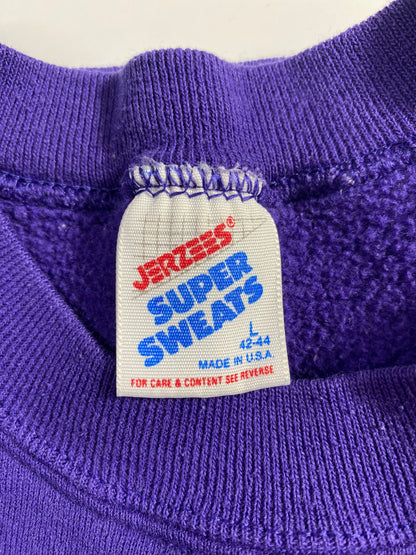 JERZEES®
SUPER
SWEATS
L
42-44
MADE IN U.S.A.
FOR CARE & CONTENT SEE REVERSE